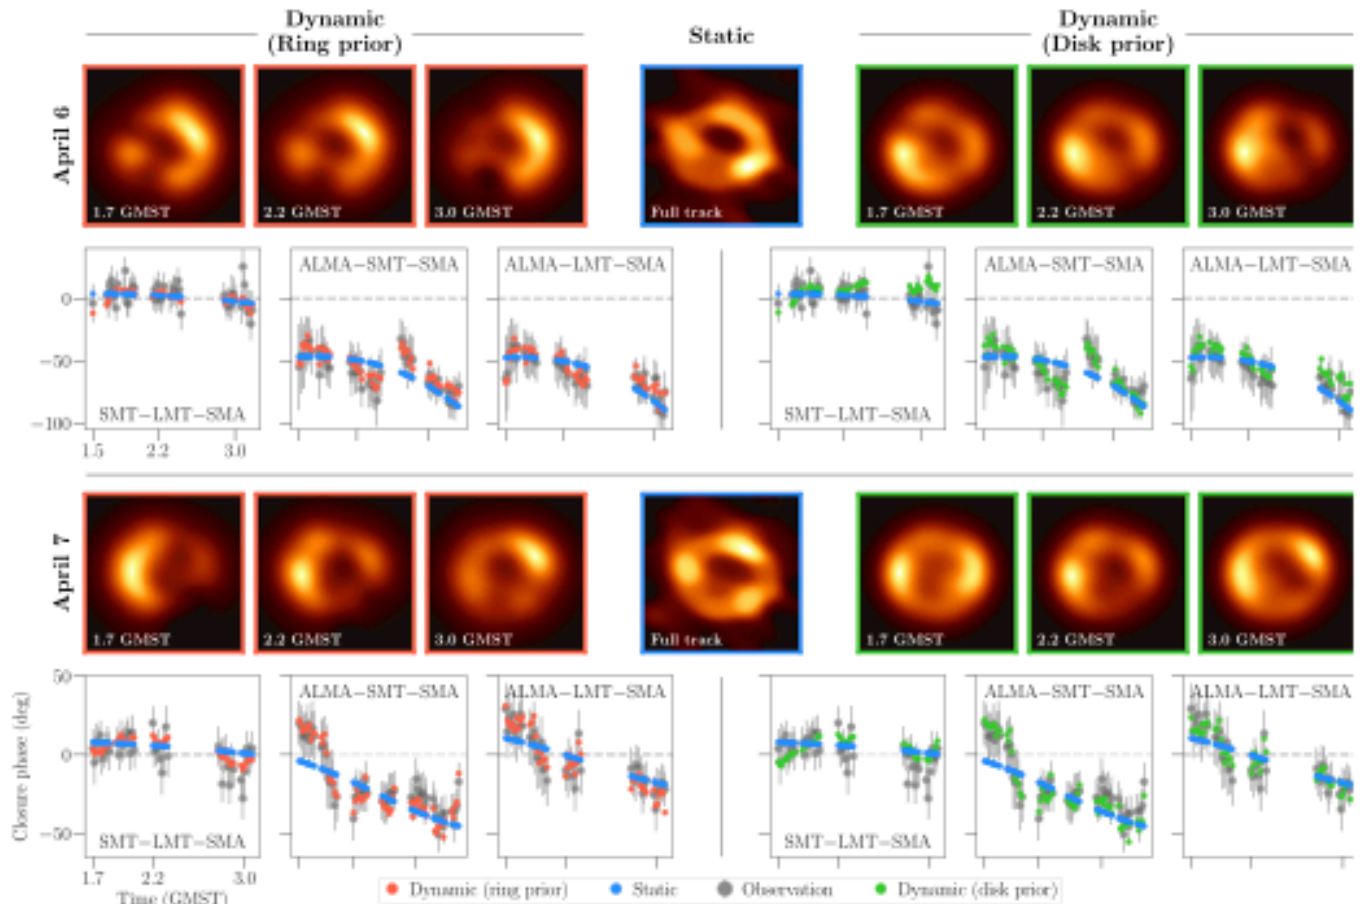 Dynamic
(Ring prior)
Static
Dynamic
(Disk prior)
April 6
1.7 GMST
2.2 GMST
3.0 GMST
Full track
1.7 GMST
2.2 GMST
3.0 GMST
ALMA−SMT−SMA
ALMA−LMT−SMA
ALMA−SMT−SMA
ALMA−LMT−SMA
0
−50
−100
SMT−LMT−SMA
SMT−LMT−SMA
1.5 2.2 3.0
April 7
1.7 GMST
2.2 GMST
3.0 GMST
Full track
1.7 GMST
2.2 GMST
3.0 GMST
Closure phase (deg)
50
0
−50
ALMA−SMT−SMA
ALMA−LMT−SMA
ALMA−SMT−SMA
ALMA−LMT−SMA
SMT−LMT−SMA
SMT−LMT−SMA
1.7 2.2 3.0
Time (GMST)
Dynamic (ring prior) Static Observation Dynamic (disk prior)